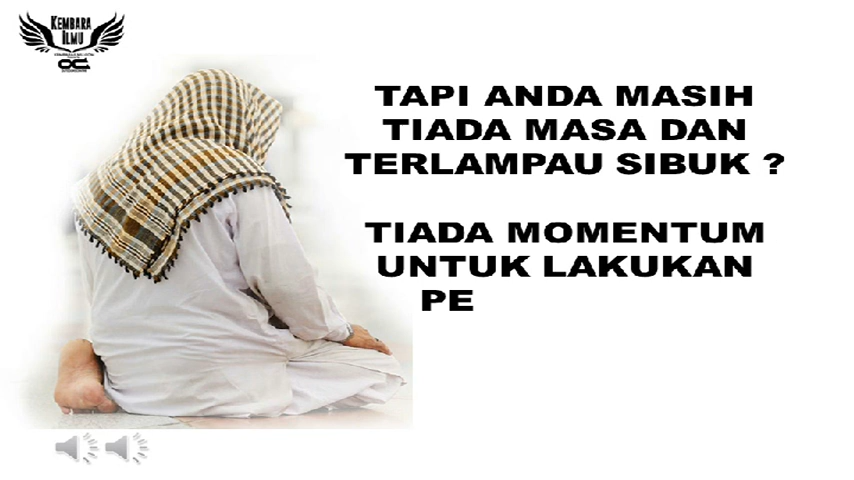 KEMBARA
ILMU
TAPI ANDA MASIH
TIADA MASA DAN
TERLAMPAU SIBUK ?
TIADA MOMENTUM
UNTUK LAKUKAN
PE